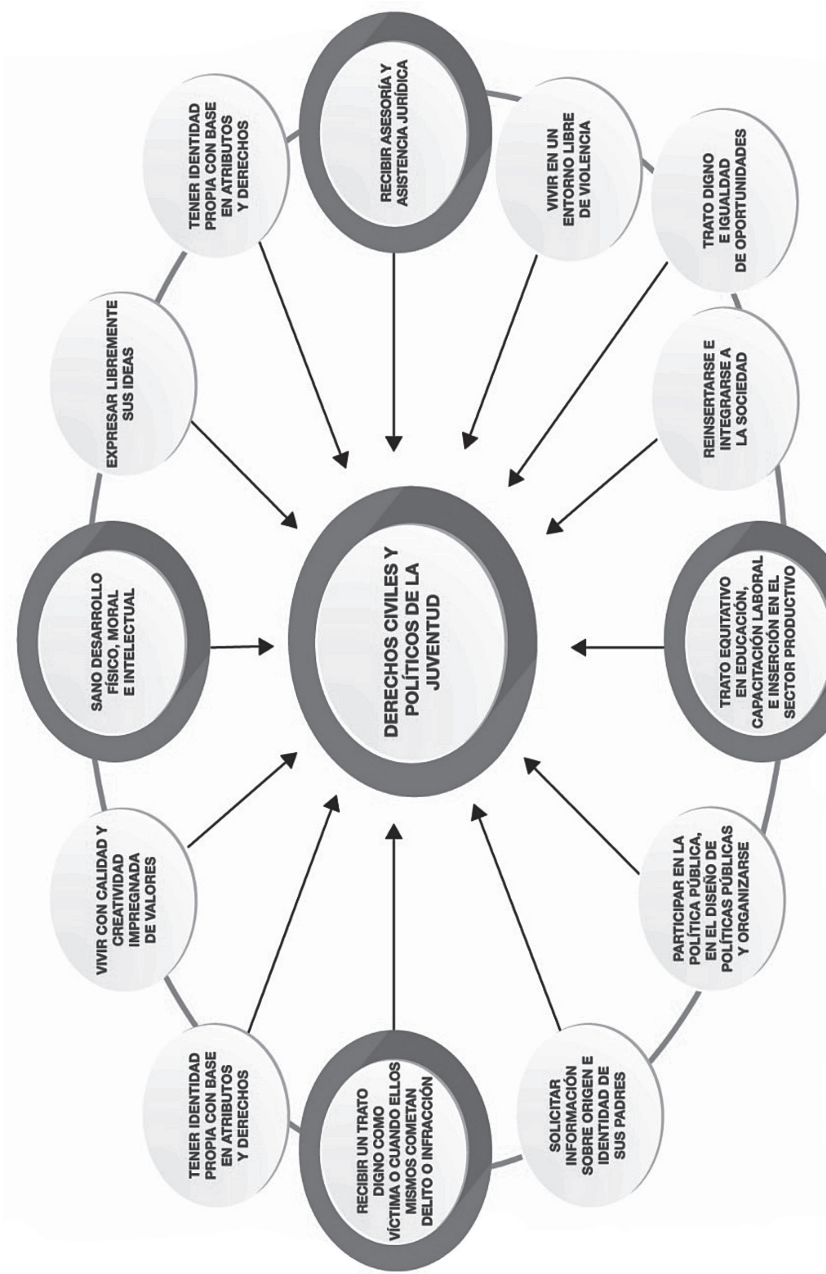 SANO DESARROLLO
FÍSICO, MORAL
E INTELECTUAL
VIVIR CON CALIDAD Y
CREATIVIDAD
IMPREGNADA
DE VALORES
EXPRESAR LIBREMENTE
SUS IDEAS
TENER IDENTIDAD
PROPIA CON BASE
EN ATRIBUTOS
Y DERECHOS
TENER IDENTIDAD
PROPIA CON BASE
EN ATRIBUTOS
Y DERECHOS
RECIBIR UN TRATO
DIGNO COMO
VÍCTIMA O CUANDO ELLOS
MISMOS COMETAN
DELITO O INFRACCIÓN
DERECHOS CIVILES Y
POLÍTICOS DE LA
JUVENTUD
RECIBIR ASESORÍA Y
ASISTENCIA JURÍDICA
SOLICITAR
INFORMACIÓN
SOBRE ORIGEN E
IDENTIDAD DE
SUS PADRES
VIVIR EN UN
ENTORNO LIBRE
DE VIOLENCIA
PARTICIPAR EN LA
POLÍTICA PÚBLICA,
EN EL DISEÑO DE
POLÍTICAS PÚBLICAS
Y ORGANIZARSE
TRATO EQUITATIVO
EN EDUCACIÓN,
CAPACITACIÓN LABORAL
E INSERCIÓN EN EL
SECTOR PRODUCTIVO
REINSERTARSE E
INTEGRARSE A
LA SOCIEDAD
TRATO DIGNO
E IGUALDAD
DE OPORTUNIDADES